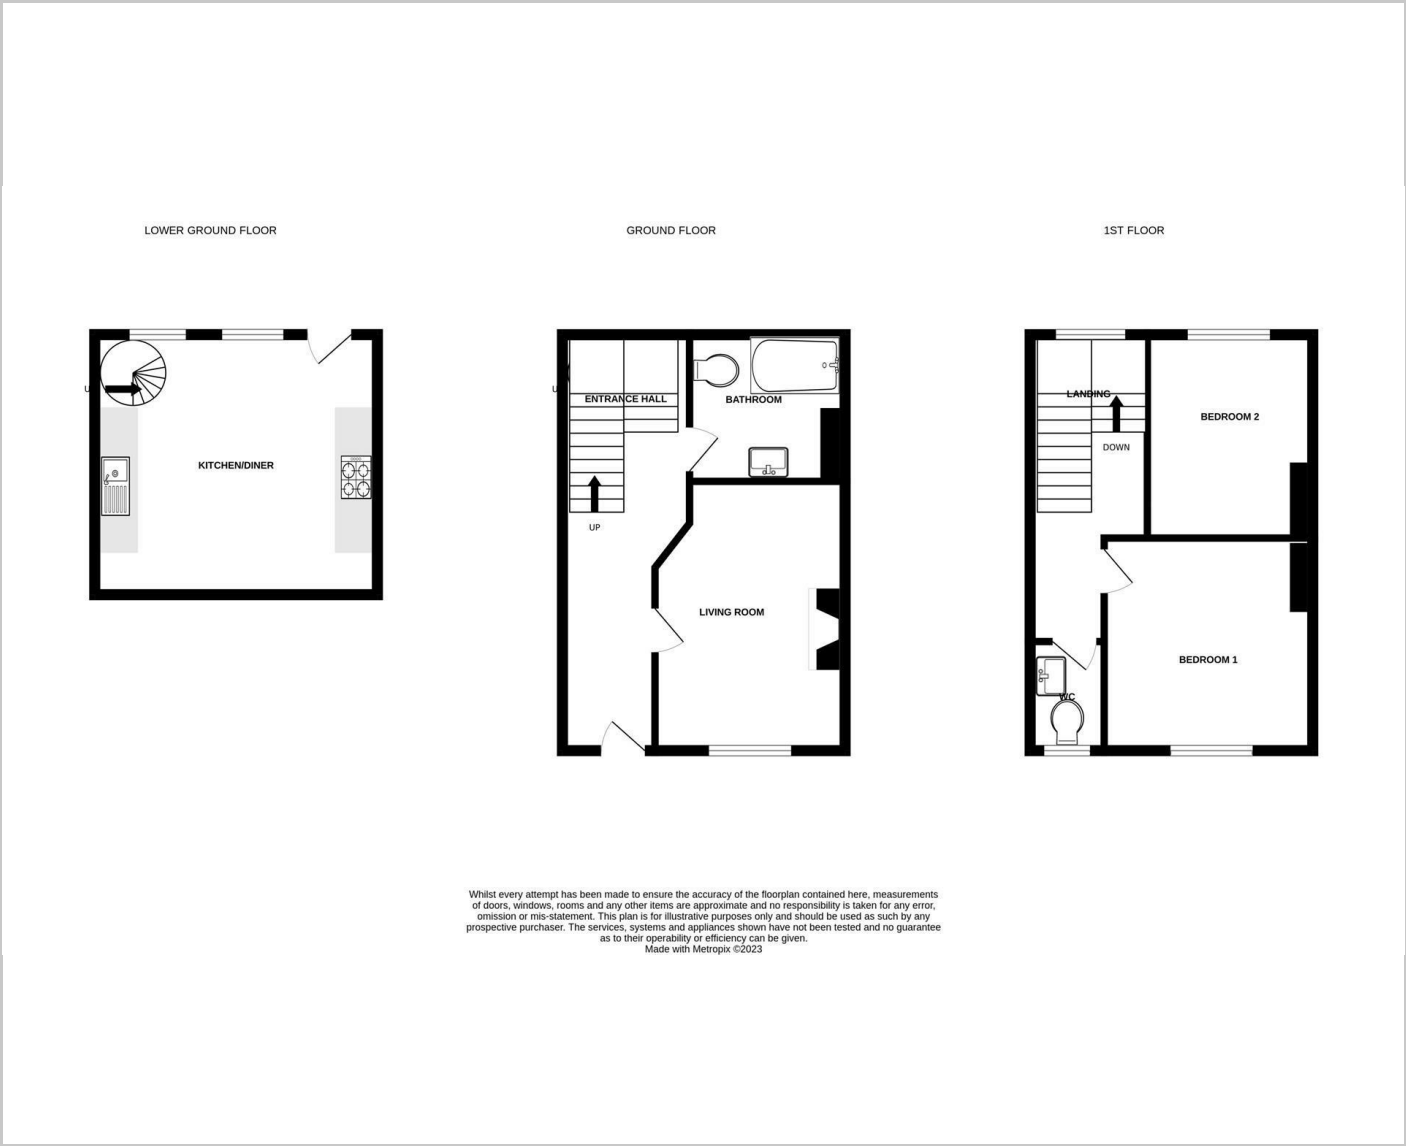 LOWER GROUND FLOOR
GROUND FLOOR
1ST FLOOR
U
KITCHEN/DINER
U
ENTRANCE HALL
BATHROOM
UP
LIVING ROOM
LANDING
DOWN
BEDROOM 2
BEDROOM 1
WC
Whilst every attempt has been made to ensure the accuracy of the floorplan contained here, measurements
of doors, windows, rooms and any other items are approximate and no responsibility is taken for any error,
omission or mis-statement. This plan is for illustrative purposes only and should be used as such by any
prospective purchaser. The services, systems and appliances shown have not been tested and no guarantee
as to their operability or efficiency can be given.
Made with Metropix ©2023